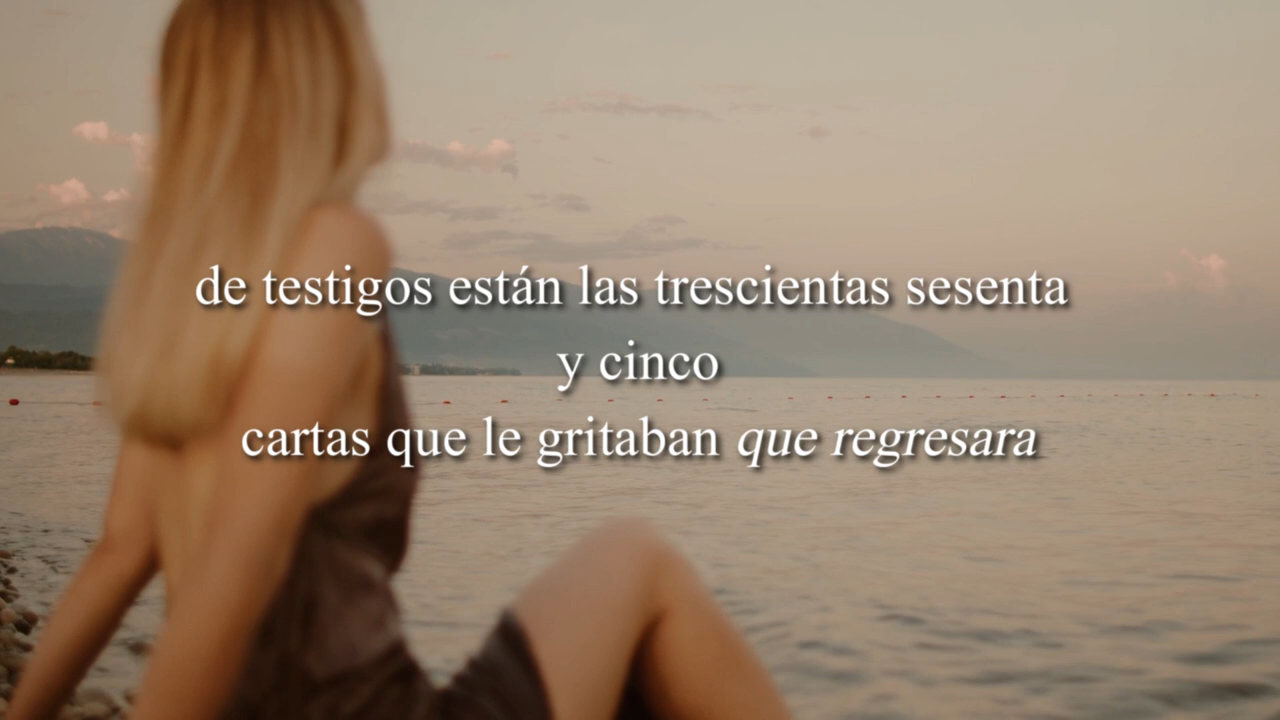 de testigos están las trescientas sesenta
y cinco
cartas que le gritaban que regresara